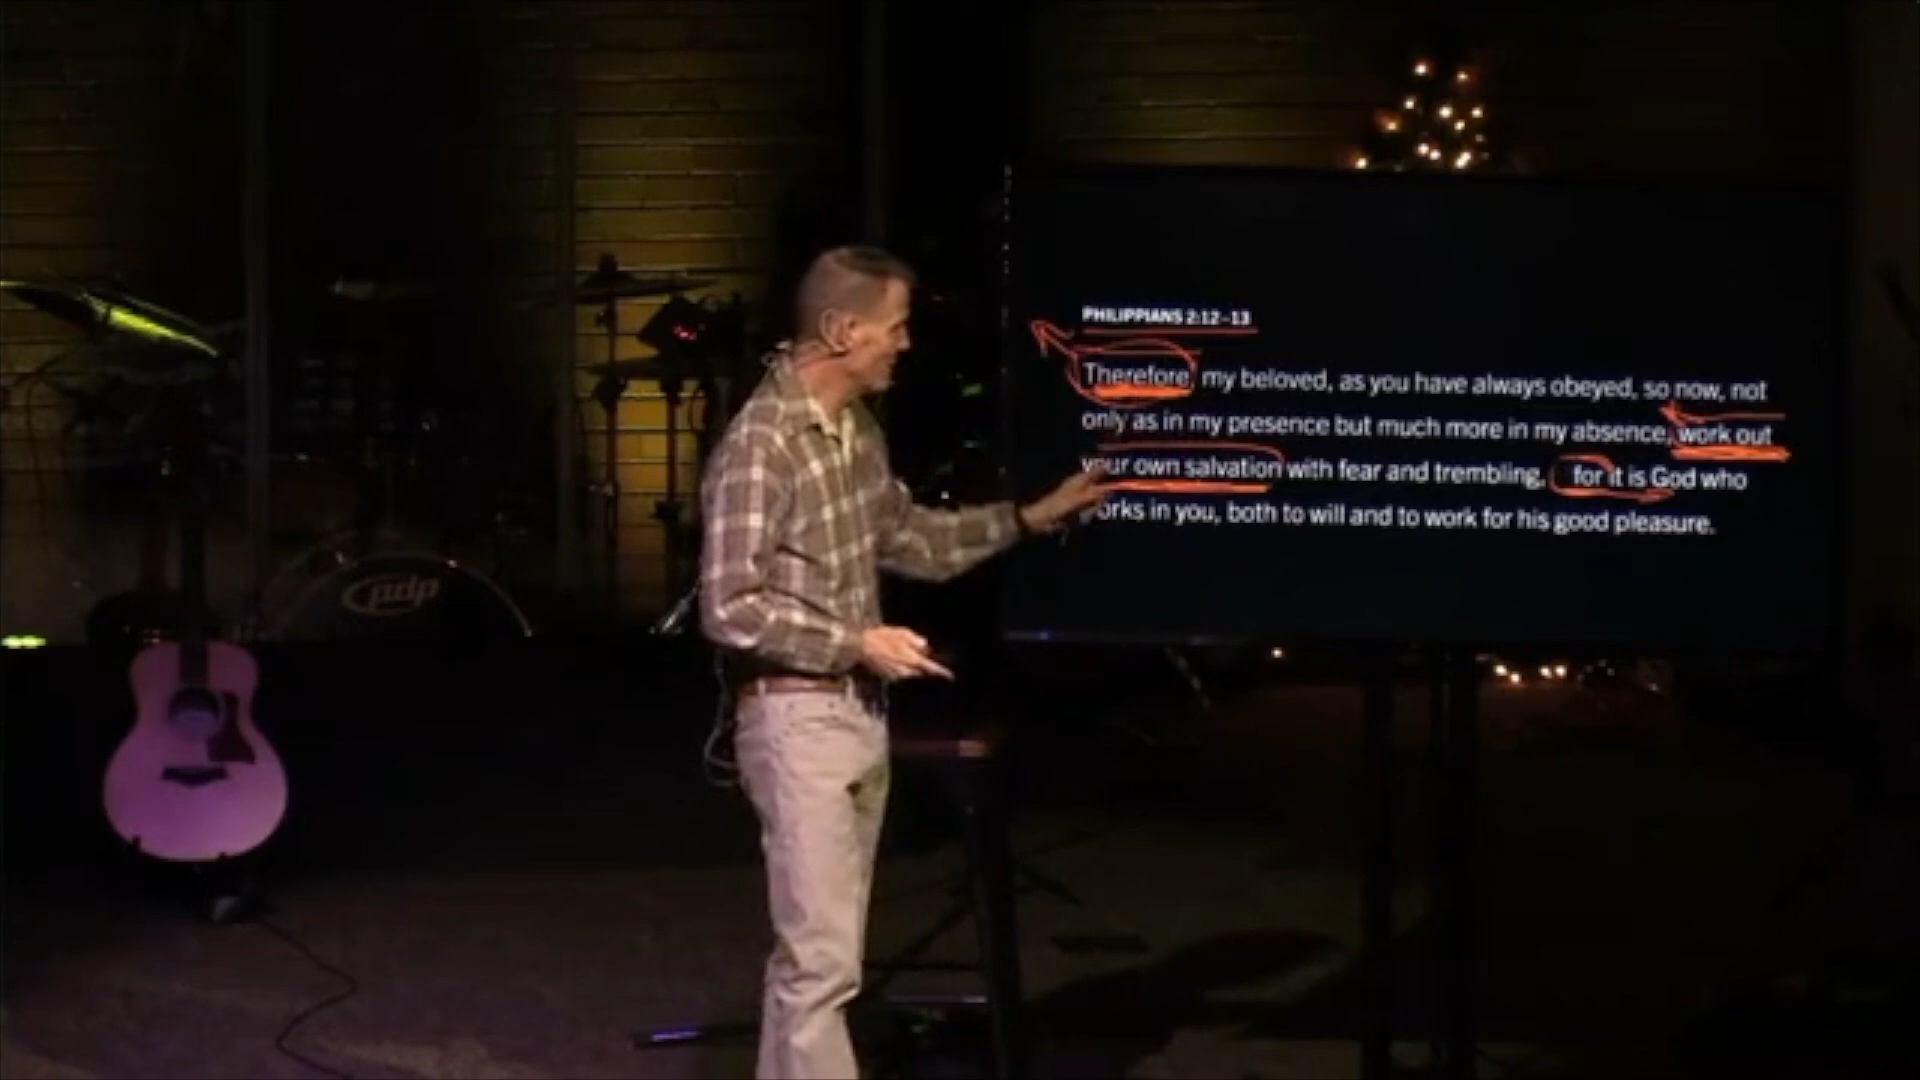 PHILIPPIANS 2:12–13
Therefore, my beloved, as you have always obeyed, so now, not
only as in my presence but much more in my absence, work out
your own salvation with fear and trembling, for it is God who
works in you, both to will and to work for his good pleasure.
pdp